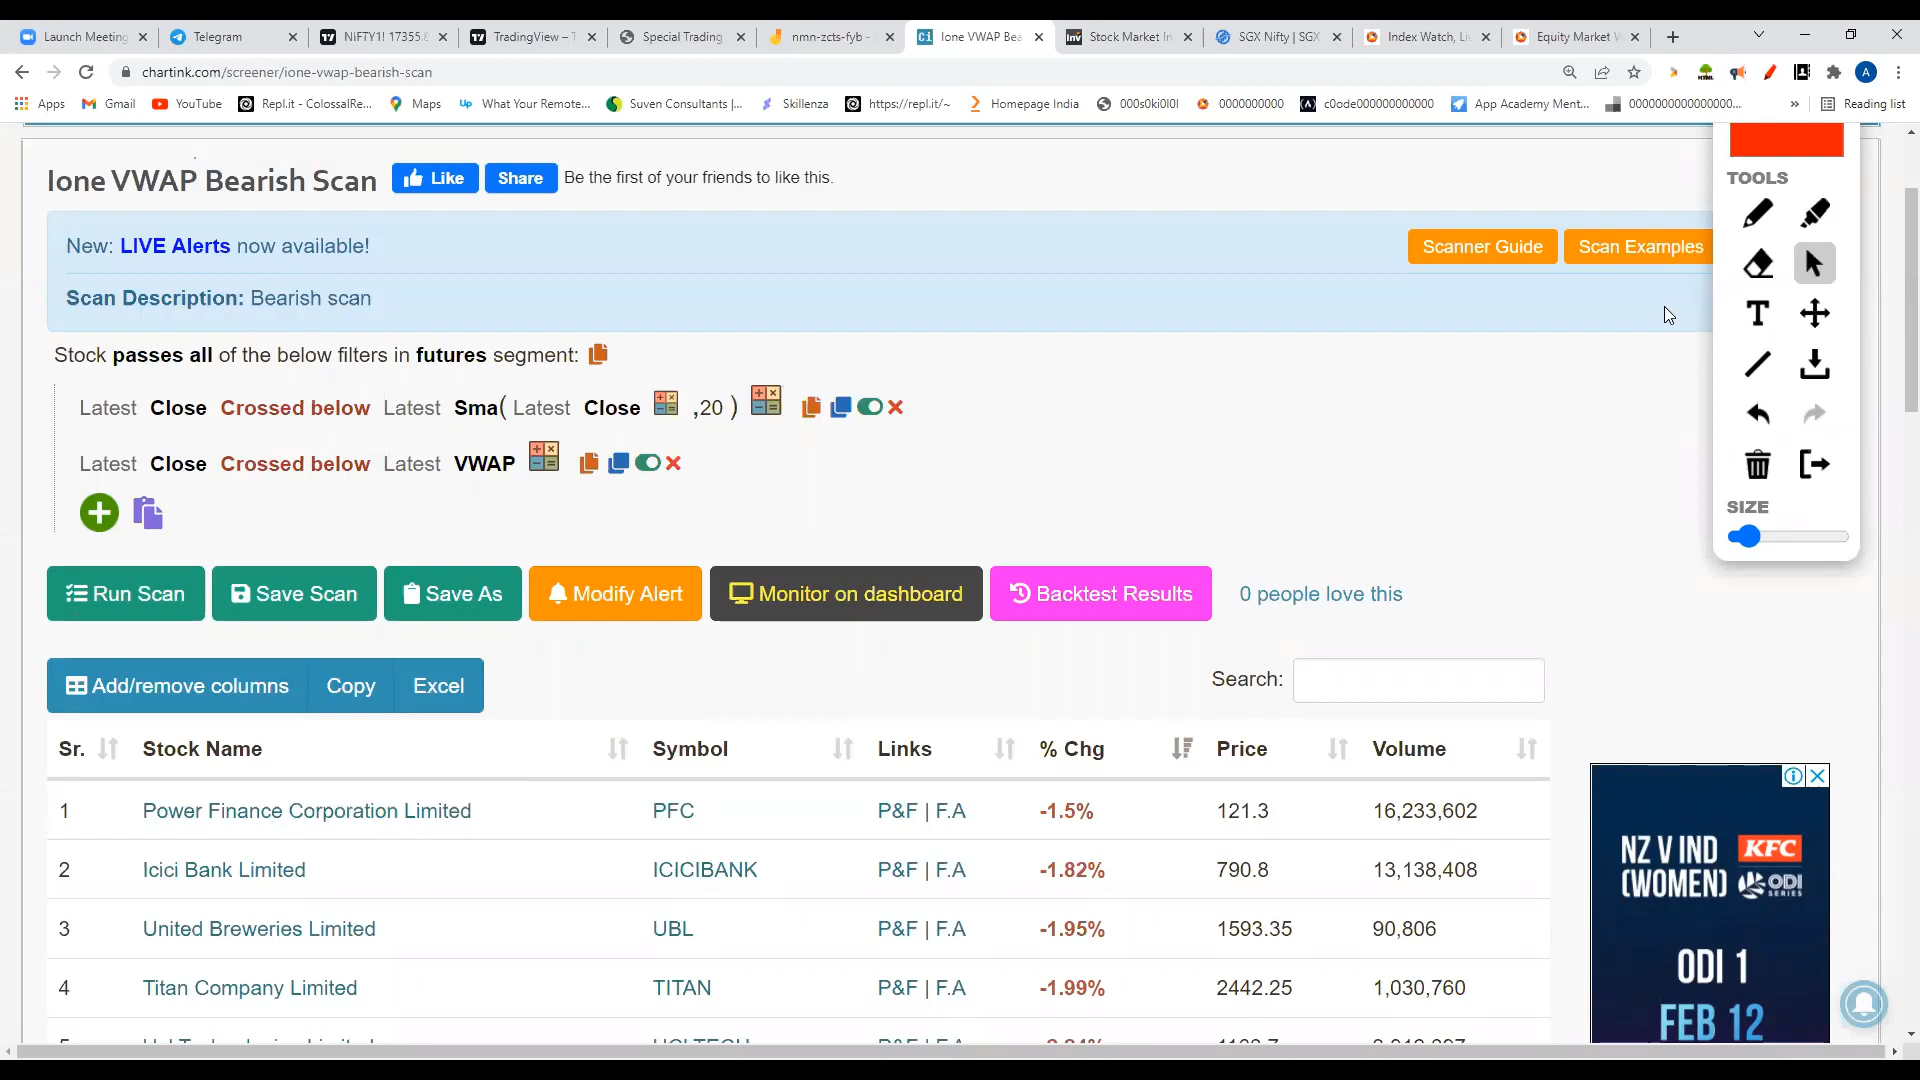 Launch Meeting
Telegram
NIFTY1! 17355.8
TradingView – T
Special Trading
nmn-zcts-fyb -
Ione VWAP Bea
Stock Market In
SGX Nifty | SGX
Index Watch, Li
Equity Market W
chartink.com/screener/ione-vwap-bearish-scan
Apps
Gmail
YouTube
Repl.it - ColossalRe...
Maps
What Your Remote...
Suven Consultants |...
Skillenza
https://repl.it/~
Homepage India
000s0ki0l0l
0000000000
c0ode000000000000
App Academy Ment...
0000000000000000...
Reading list
Ione VWAP Bearish Scan
Like
Share
Be the first of your friends to like this.
New: LIVE Alerts now available!
Scanner Guide
Scan Examples
Scan Description: Bearish scan
Stock passes all of the below filters in futures segment:
Latest Close Crossed below Latest Sma( Latest Close ,20 )
Latest Close Crossed below Latest VWAP
TOOLS
SIZE
Run Scan
Save Scan
Save As
Modify Alert
Monitor on dashboard
Backtest Results
0 people love this
Add/remove columns
Copy
Excel
Search:
Sr. Stock Name Symbol Links % Chg Price Volume
1 Power Finance Corporation Limited PFC P&F | F.A -1.5% 121.3 16,233,602
2 Icici Bank Limited ICICIBANK P&F | F.A -1.82% 790.8 13,138,408
3 United Breweries Limited UBL P&F | F.A -1.95% 1593.35 90,806
4 Titan Company Limited TITAN P&F | F.A -1.99% 2442.25 1,030,760
NZ V IND
(WOMEN)
KFC
ODI
SERIES
ODI 1
FEB 12